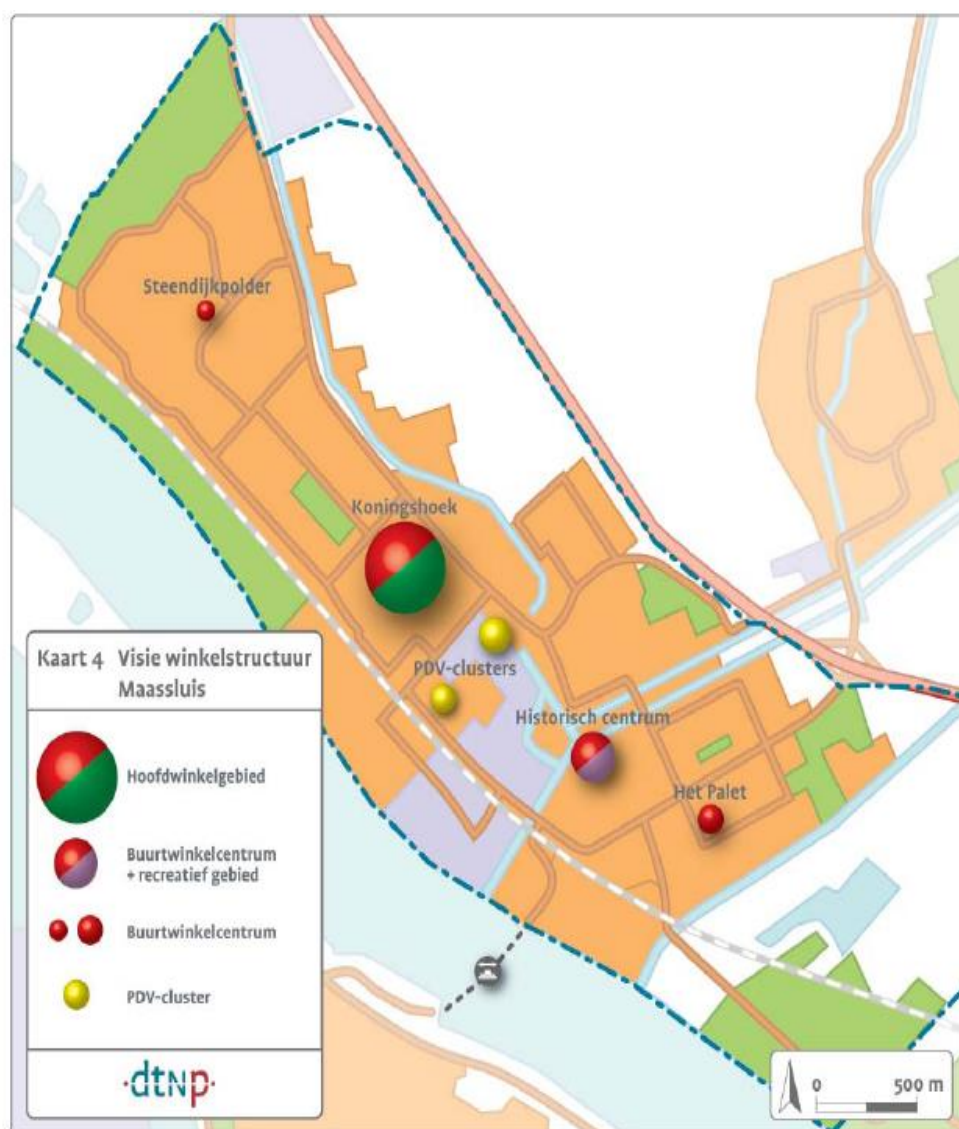 Steendijkpolder
Koningshoek
PDV-clusters
Historisch centrum
Het Palet
Kaart 4 Visie winkelstructuur
Maassluis
Hoofdwinkelgebied
Buurtwinkelcentrum
+ recreatief gebied
Buurtwinkelcentrum
PDV-cluster
dtNp
0 500 m